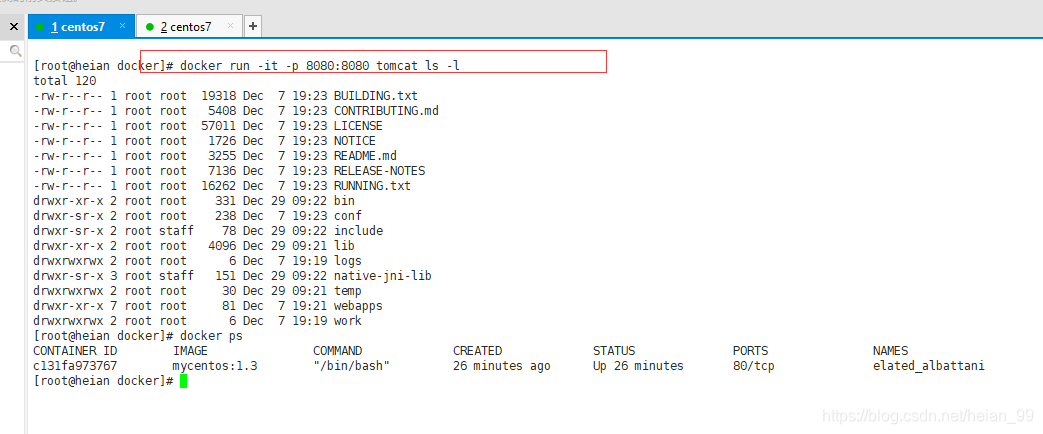 1 centos7 × 2 centos7 × +
[root@heian docker]# docker run -it -p 8080:8080 tomcat ls -l
total 120
-rw-r--r-- 1 root root  19318 Dec  7 19:23 BUILDING.txt
-rw-r--r-- 1 root root   5408 Dec  7 19:23 CONTRIBUTING.md
-rw-r--r-- 1 root root  57011 Dec  7 19:23 LICENSE
-rw-r--r-- 1 root root   1726 Dec  7 19:23 NOTICE
-rw-r--r-- 1 root root   3255 Dec  7 19:23 README.md
-rw-r--r-- 1 root root   7136 Dec  7 19:23 RELEASE-NOTES
-rw-r--r-- 1 root root  16262 Dec  7 19:23 RUNNING.txt
drwxr-xr-x 2 root root    331 Dec 29 09:22 bin
drwxr-sr-x 2 root root    238 Dec  7 19:23 conf
drwxr-sr-x 2 root staff    78 Dec 29 09:22 include
drwxr-xr-x 2 root root   4096 Dec 29 09:21 lib
drwxrwxrwx 2 root root      6 Dec  7 19:19 logs
drwxr-sr-x 3 root staff   151 Dec 29 09:22 native-jni-lib
drwxrwxrwx 2 root root     30 Dec 29 09:21 temp
drwxr-xr-x 7 root root     81 Dec  7 19:21 webapps
drwxrwxrwx 2 root root      6 Dec  7 19:19 work
[root@heian docker]# docker ps
CONTAINER ID        IMAGE               COMMAND             CREATED             STATUS              PORTS               NAMES
c131fa973767        mycentos:1.3        "/bin/bash"         26 minutes ago      Up 26 minutes       80/tcp              elated_albattani
[root@heian docker]#
https://blog.csdn.net/heian_99